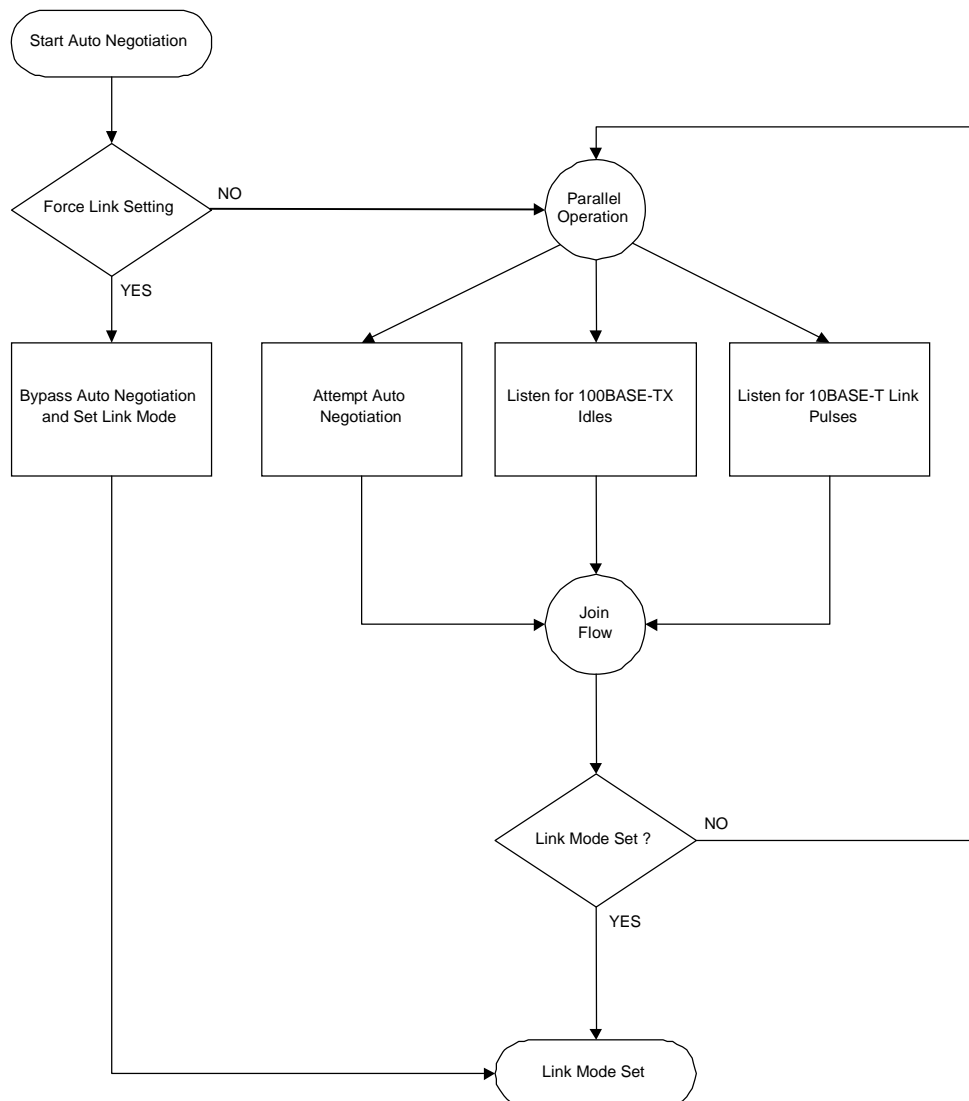 Start Auto Negotiation
Force Link Setting
NO
Parallel
Operation
YES
Bypass Auto Negotiation
and Set Link Mode
Attempt Auto
Negotiation
Listen for 100BASE-TX
Idles
Listen for 10BASE-T Link
Pulses
Join
Flow
Link Mode Set ?
NO
YES
Link Mode Set